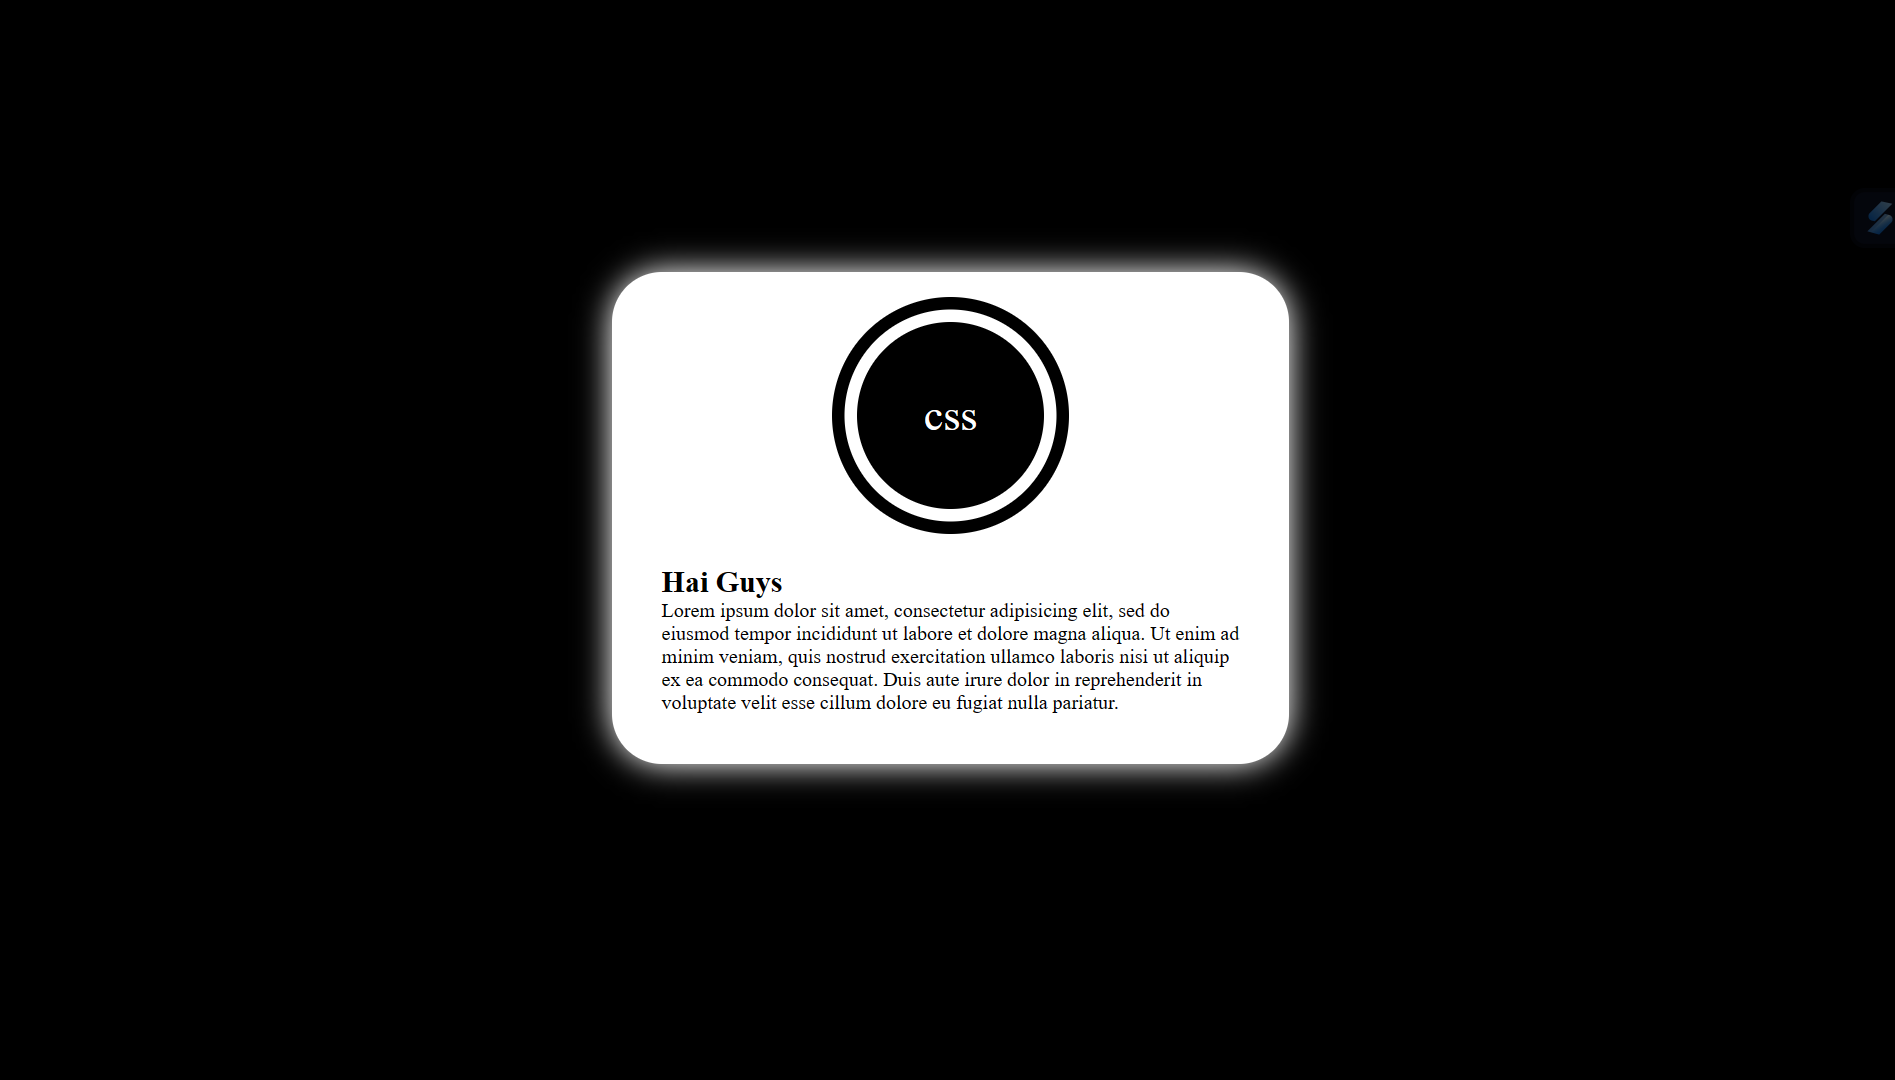 css
Hai Guys
Lorem ipsum dolor sit amet, consectetur adipisicing elit, sed do
eiusmod tempor incididunt ut labore et dolore magna aliqua. Ut enim ad
minim veniam, quis nostrud exercitation ullamco laboris nisi ut aliquip
ex ea commodo consequat. Duis aute irure dolor in reprehenderit in
voluptate velit esse cillum dolore eu fugiat nulla pariatur.